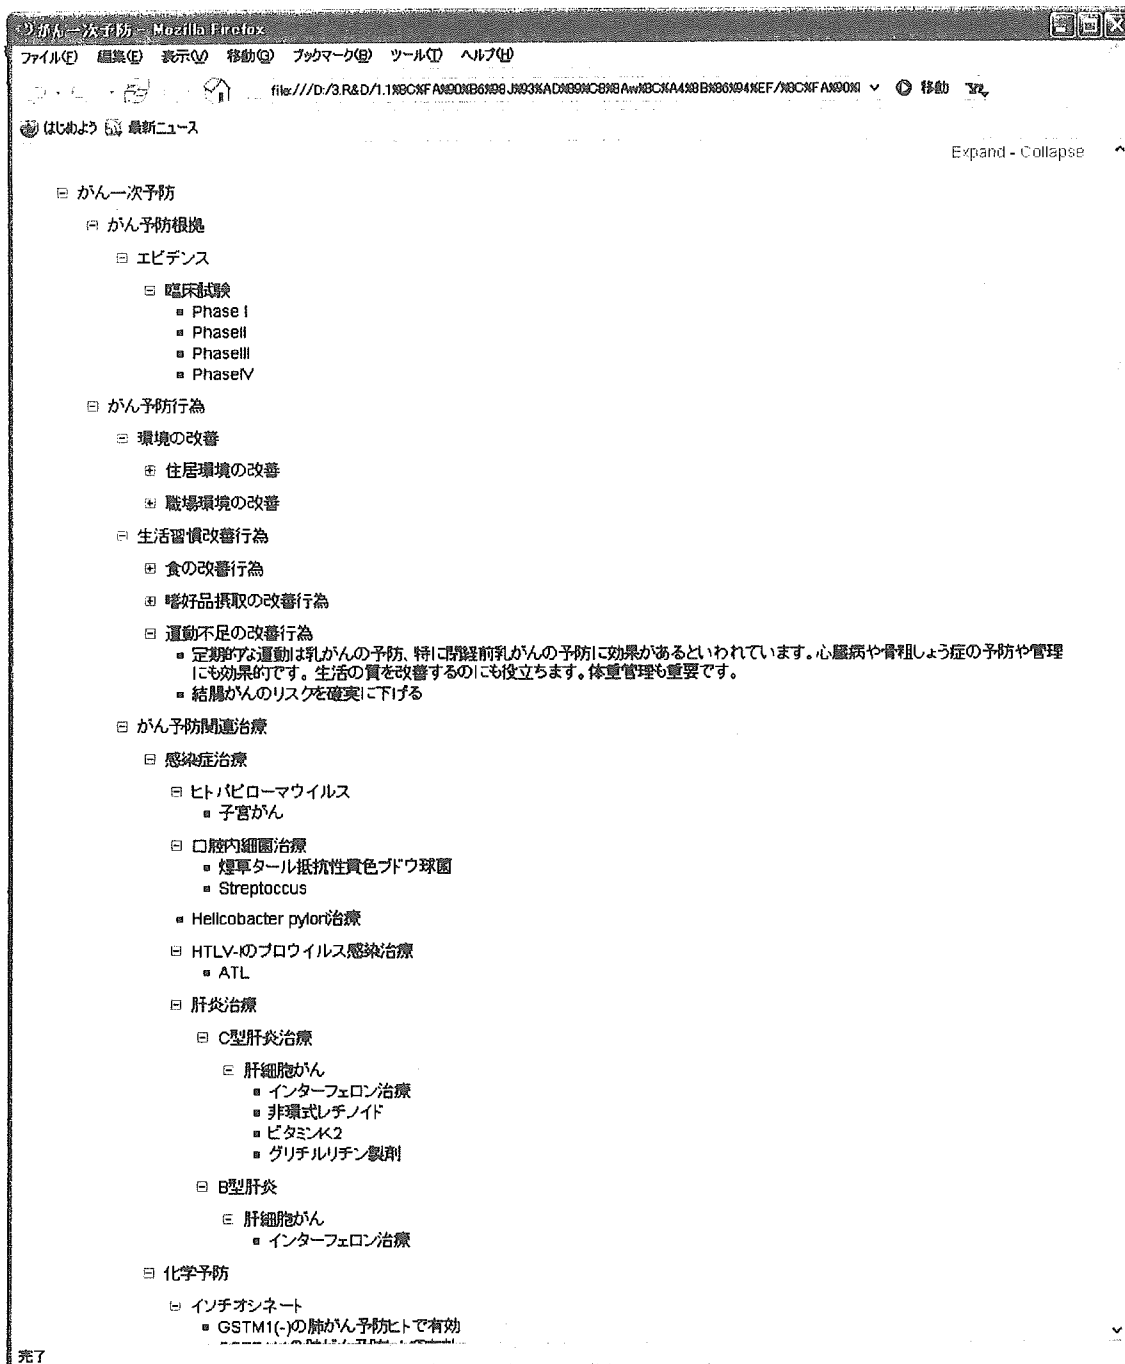 がん一次予防 - Mozilla Firefox
ファイル(F) 編集(E) 表示(V) 移動(G) ブックマーク(B) ツール(T) ヘルプ(H)
移動
はじめよう 最新ニュース
Expand - Collapse
がん一次予防
がん予防根拠
エビデンス
臨床試験
Phase I
PhaseII
PhaseIII
PhaseIV
がん予防行為
環境の改善
住居環境の改善
職場環境の改善
生活習慣改善行為
食の改善行為
嗜好品摂取の改善行為
運動不足の改善行為
定期的な運動は乳がんの予防、特に閉経前乳がんの予防に効果があるといわれています。心臓病や骨粗しょう症の予防や管理
にも効果的です。生活の質を改善するのにも役立ちます。体重管理も重要です。
結腸がんのリスクを確実に下げる
がん予防関連治療
感染症治療
ヒトパピローマウイルス
子宮がん
口腔内細菌治療
煙草タール抵抗性黄色ブドウ球菌
Streptoccus
Helicobacter pylori治療
HTLV-Iのプロウイルス感染治療
ATL
肝炎治療
C型肝炎治療
肝細胞がん
インターフェロン治療
非環式レチノイド
ビタミンK2
グリチルリチン製剤
B型肝炎
肝細胞がん
インターフェロン治療
化学予防
イソチオシネート
GSTM1(-)の肺がん予防ヒトで有効
完了